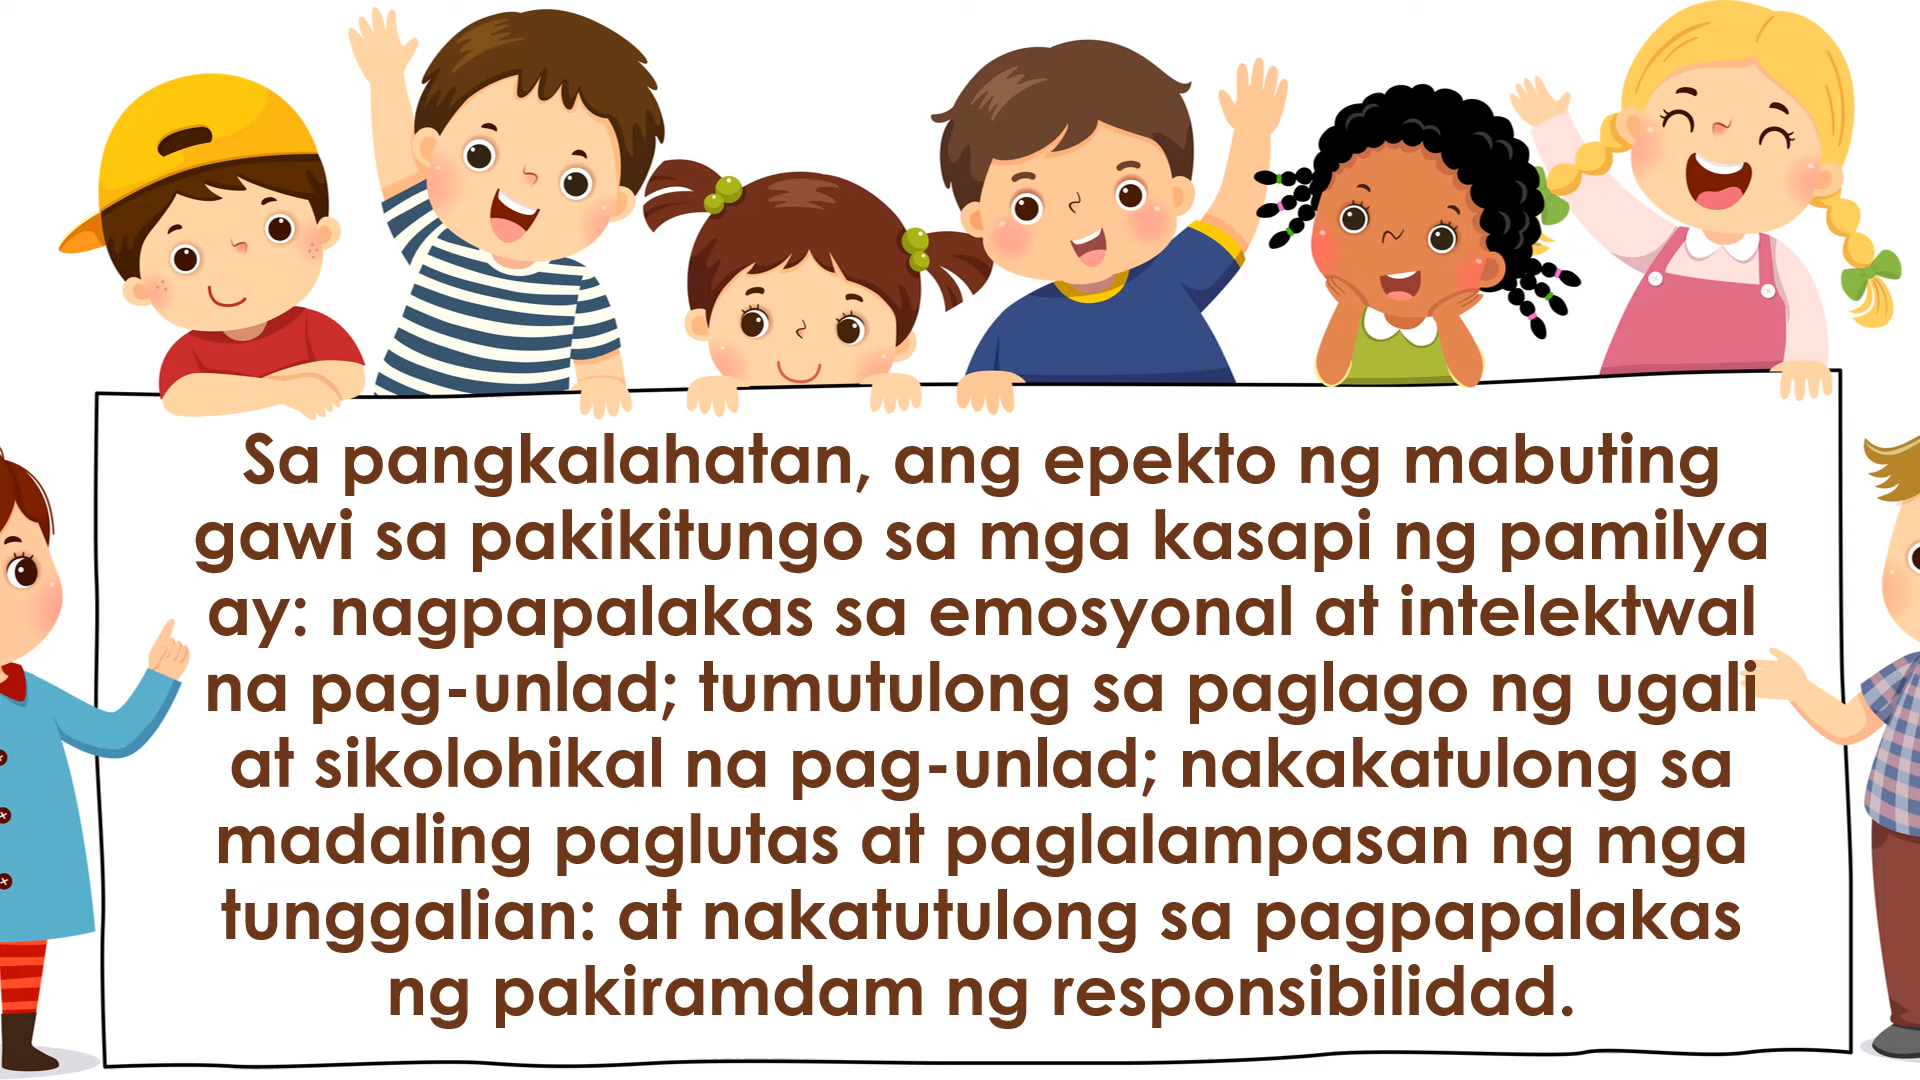 Sa pangkalahatan, ang epekto ng mabuting
gawi sa pakikitungo sa mga kasapi ng pamilya
ay: nagpapalakas sa emosyonal at intelektwal
na pag-unlad; tumutulong sa paglago ng ugali
at sikolohikal na pag-unlad; nakakatulong sa
madaling paglutas at paglalampasan ng mga
tunggalian: at nakatutulong sa pagpapalakas
ng pakiramdam ng responsibilidad.